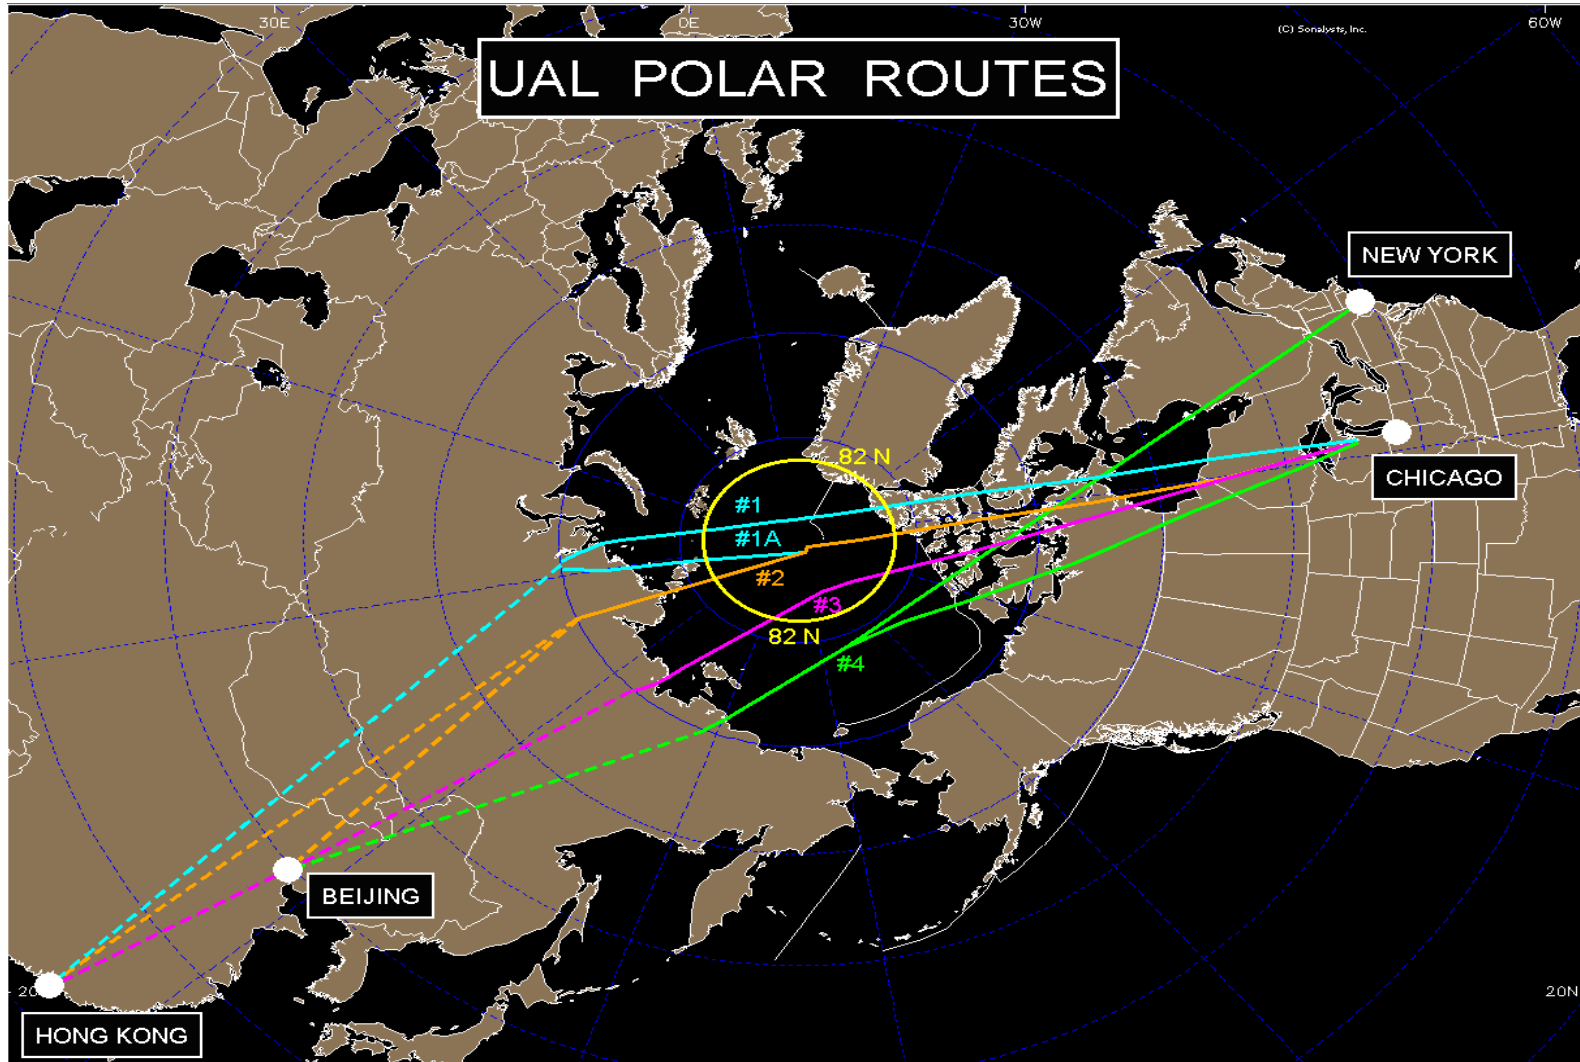 30E
0E
30W
60W
(C) Sonalysts, Inc.
UAL POLAR ROUTES
NEW YORK
82 N
CHICAGO
#1
#1A
#2
#3
82 N
#4
BEIJING
20
20N
HONG KONG